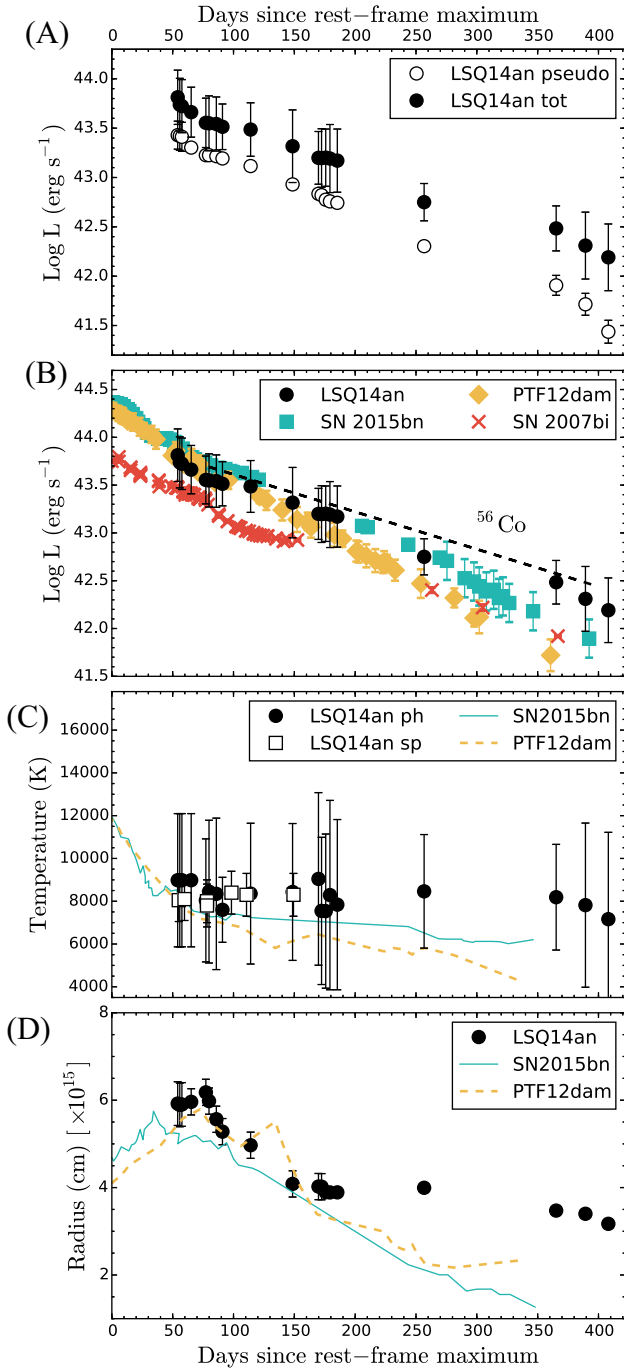 Days since rest−frame maximum
0 50 100 150 200 250 300 350 400
(A)
LSQ14an pseudo
LSQ14an tot
44.0
43.5
43.0
42.5
42.0
41.5
Log L (erg s⁻¹)
(B)
LSQ14an
SN 2015bn
PTF12dam
SN 2007bi
⁵⁶Co
44.5
44.0
43.5
43.0
42.5
42.0
41.5
Log L (erg s⁻¹)
(C)
LSQ14an ph
LSQ14an sp
SN2015bn
PTF12dam
16000
14000
12000
10000
8000
6000
4000
Temperature (K)
(D)
LSQ14an
SN2015bn
PTF12dam
8
6
4
2
Radius (cm) [ ×10¹⁵]
0 50 100 150 200 250 300 350 400
Days since rest−frame maximum